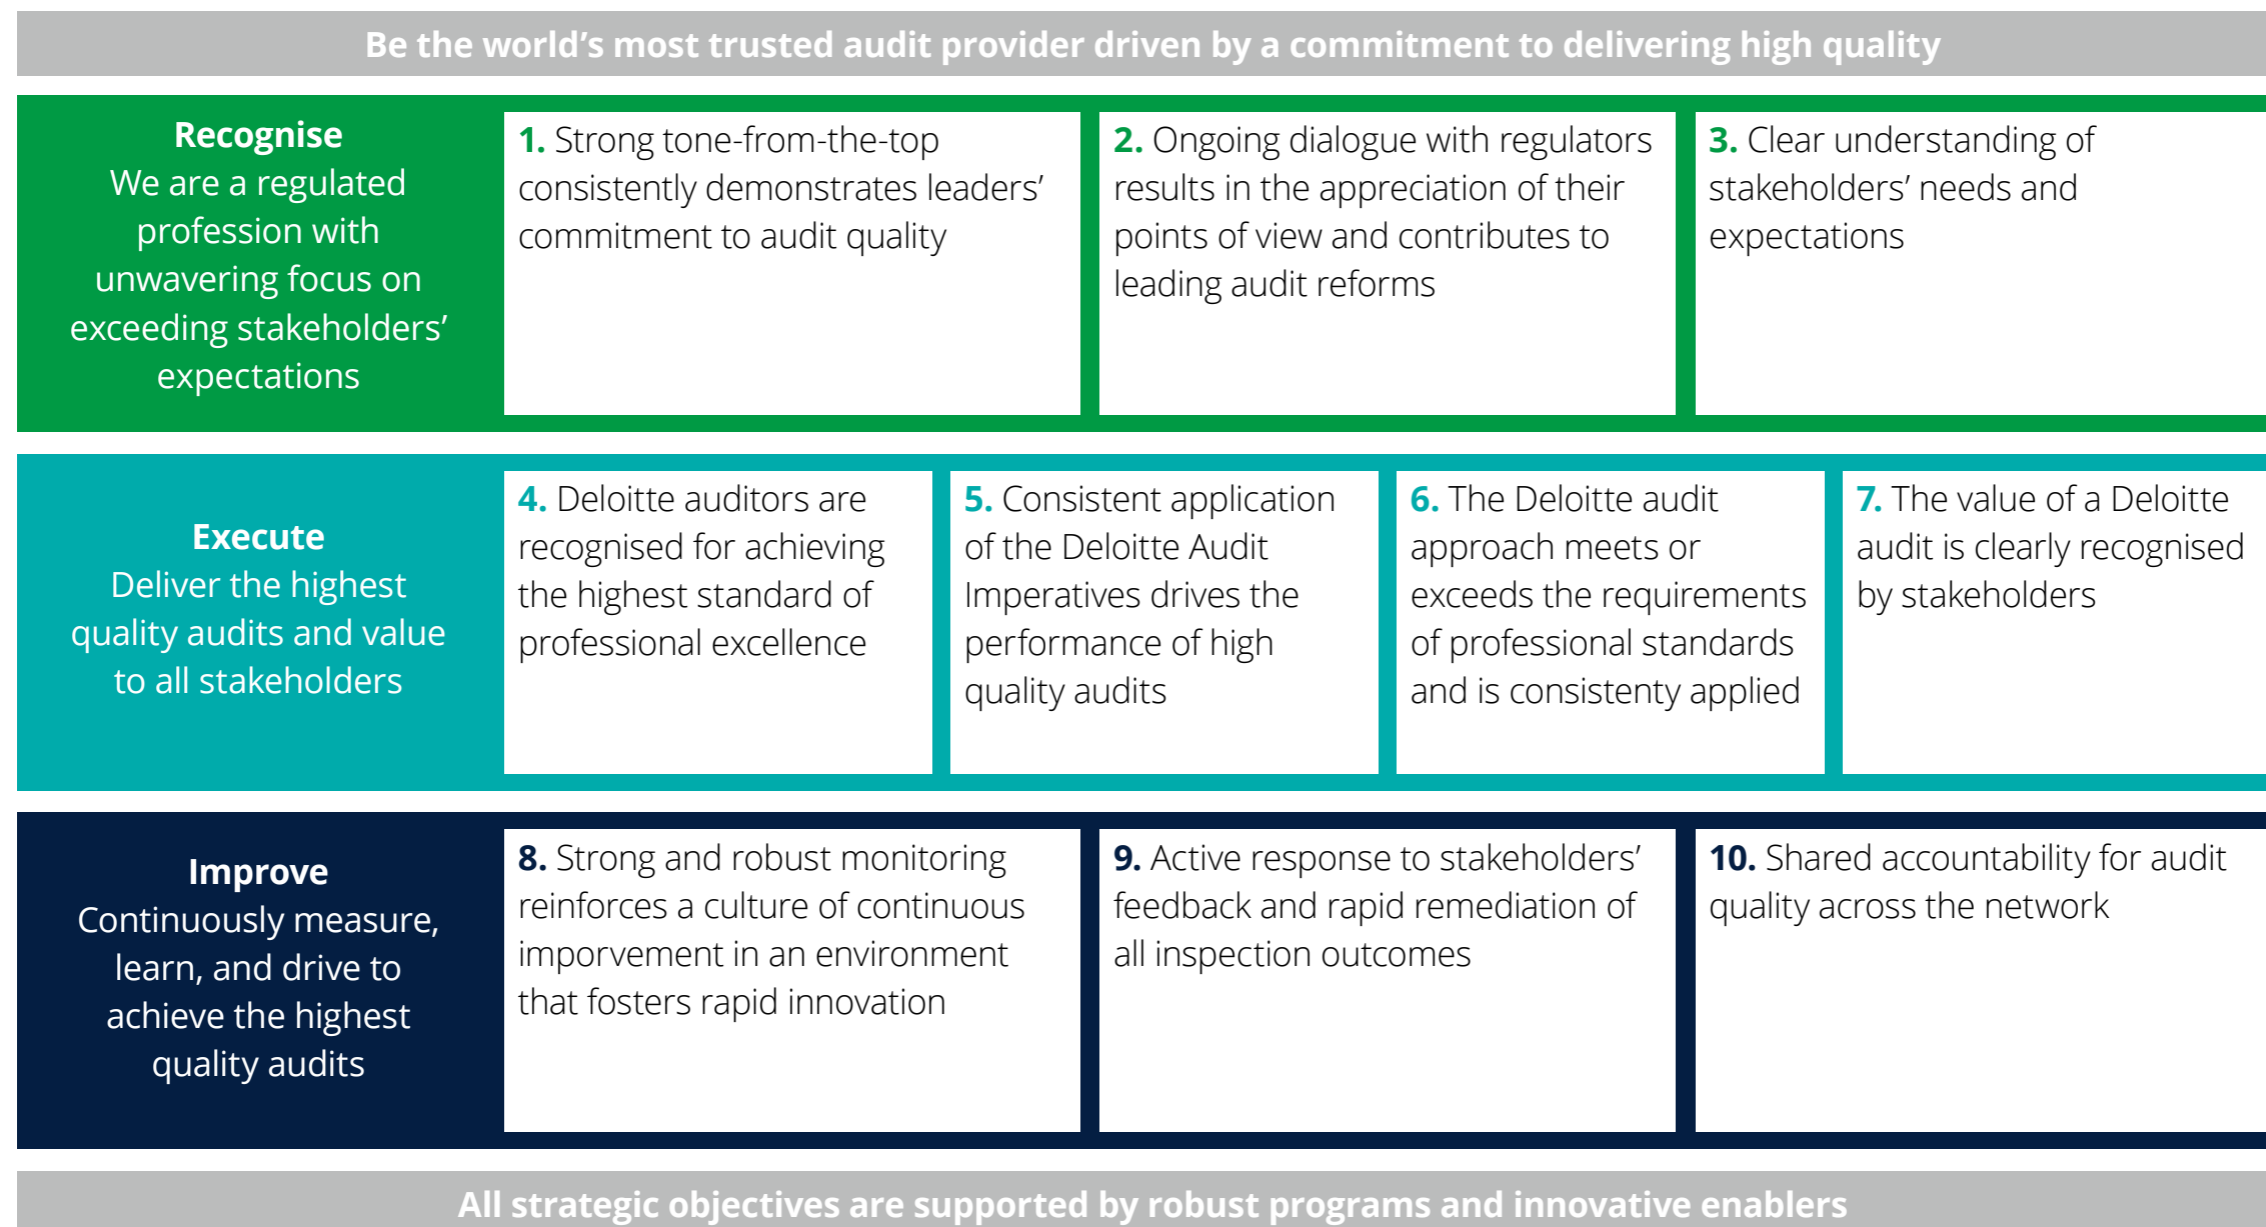 Be the world’s most trusted audit provider driven by a commitment to delivering high quality
Recognise
We are a regulated
profession with
unwavering focus on
exceeding stakeholders’
expectations
1. Strong tone-from-the-top
consistently demonstrates leaders’
commitment to audit quality
2. Ongoing dialogue with regulators
results in the appreciation of their
points of view and contributes to
leading audit reforms
3. Clear understanding of
stakeholders’ needs and
expectations
Execute
Deliver the highest
quality audits and value
to all stakeholders
4. Deloitte auditors are
recognised for achieving
the highest standard of
professional excellence
5. Consistent application
of the Deloitte Audit
Imperatives drives the
performance of high
quality audits
6. The Deloitte audit
approach meets or
exceeds the requirements
of professional standards
and is consistenty applied
7. The value of a Deloitte
audit is clearly recognised
by stakeholders
Improve
Continuously measure,
learn, and drive to
achieve the highest
quality audits
8. Strong and robust monitoring
reinforces a culture of continuous
imporvement in an environment
that fosters rapid innovation
9. Active response to stakeholders’
feedback and rapid remediation of
all inspection outcomes
10. Shared accountability for audit
quality across the network
All strategic objectives are supported by robust programs and innovative enablers